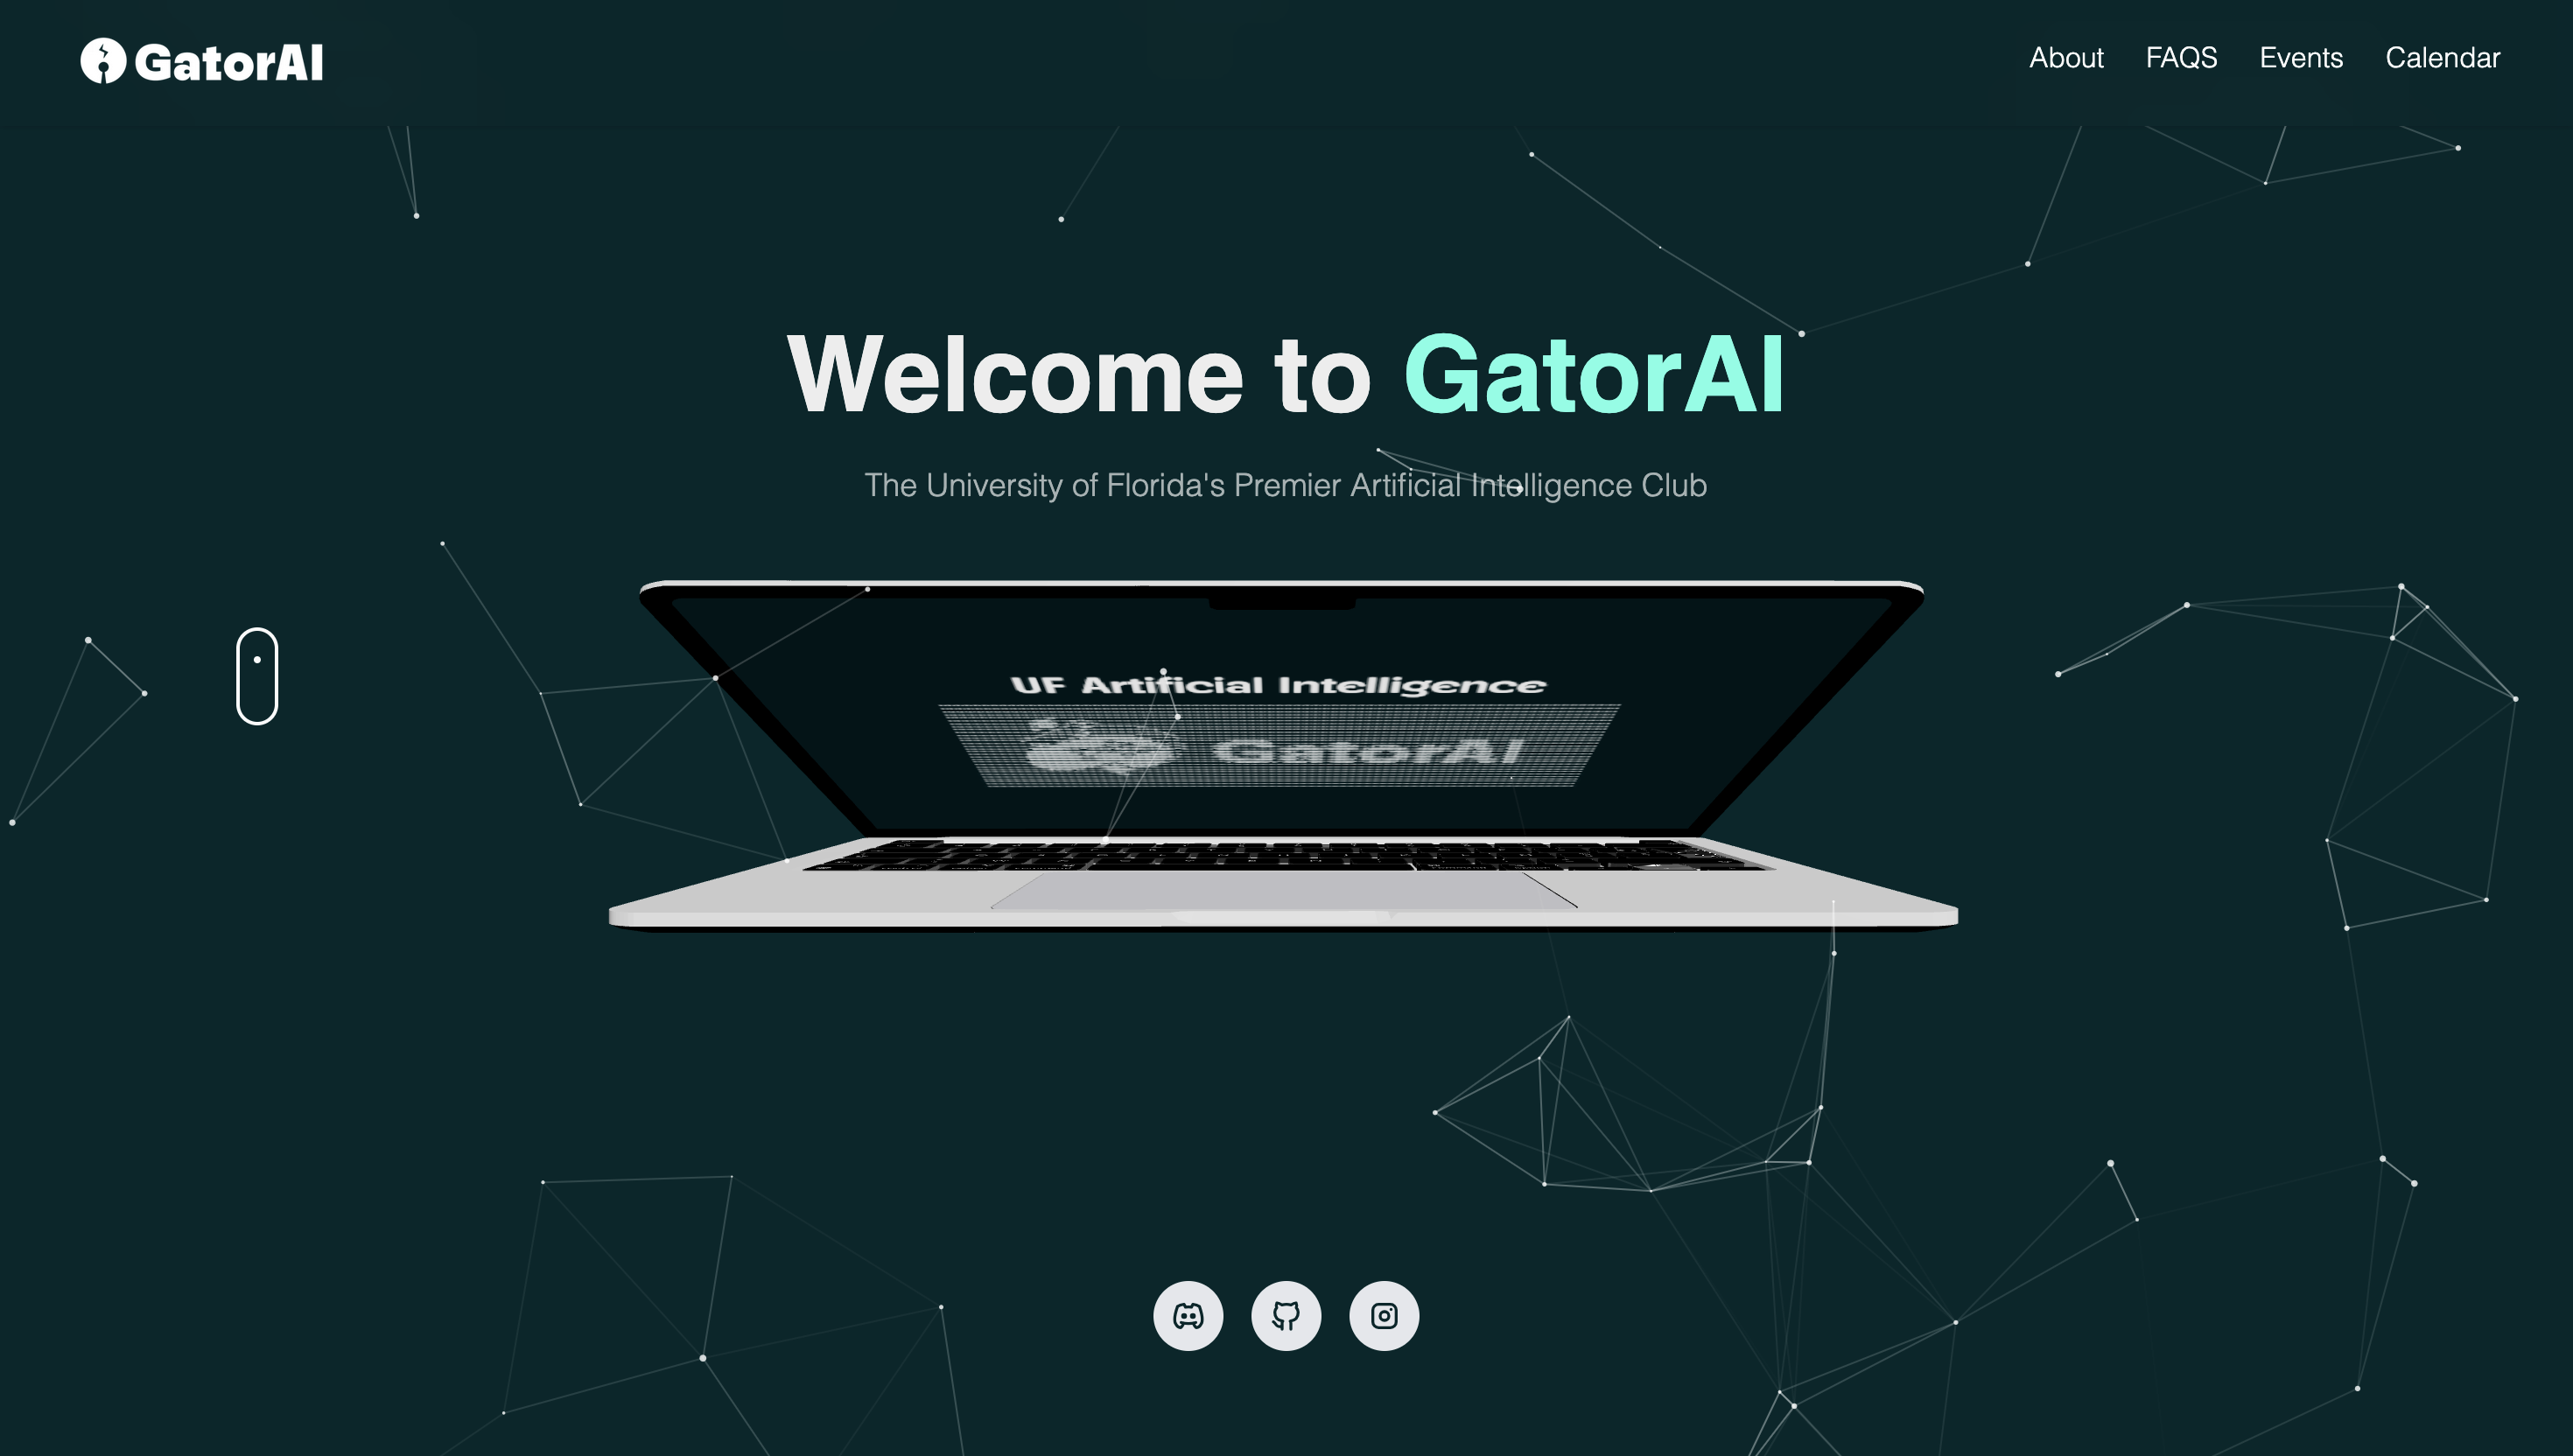 GatorAI
About FAQS Events Calendar
Welcome to GatorAI
The University of Florida's Premier Artificial Intelligence Club
UF Artificial Intelligence
GatorAI